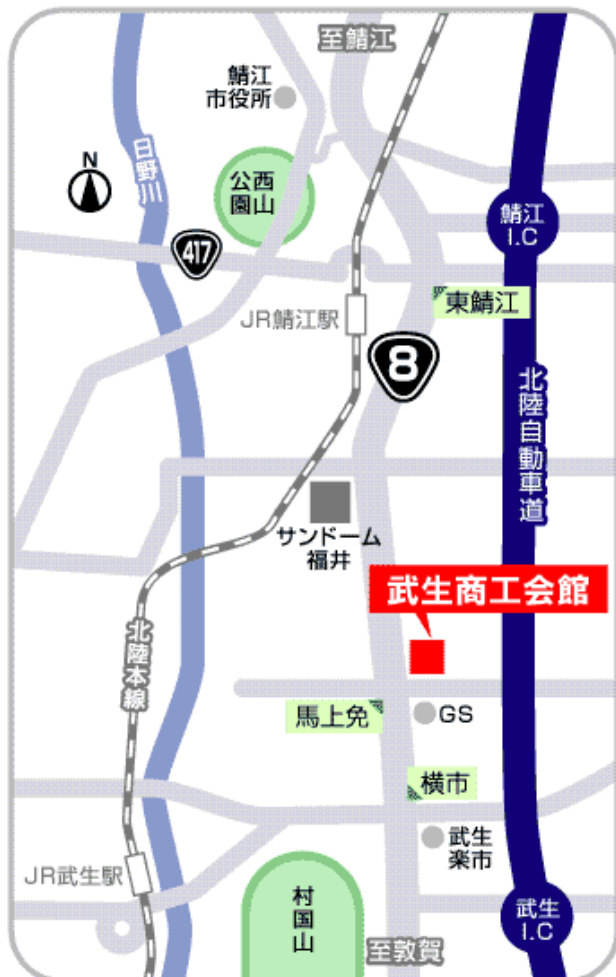 至鯖江
鯖江
市役所
N
日野川
西山
公園
417
鯖江
I.C
東鯖江
JR鯖江駅
8
北陸自動車道
サンドーム
福井
武生商工会館
北陸本線
馬上免
GS
横市
武生
楽市
JR武生駅
村国山
武生
I.C
至敦賀